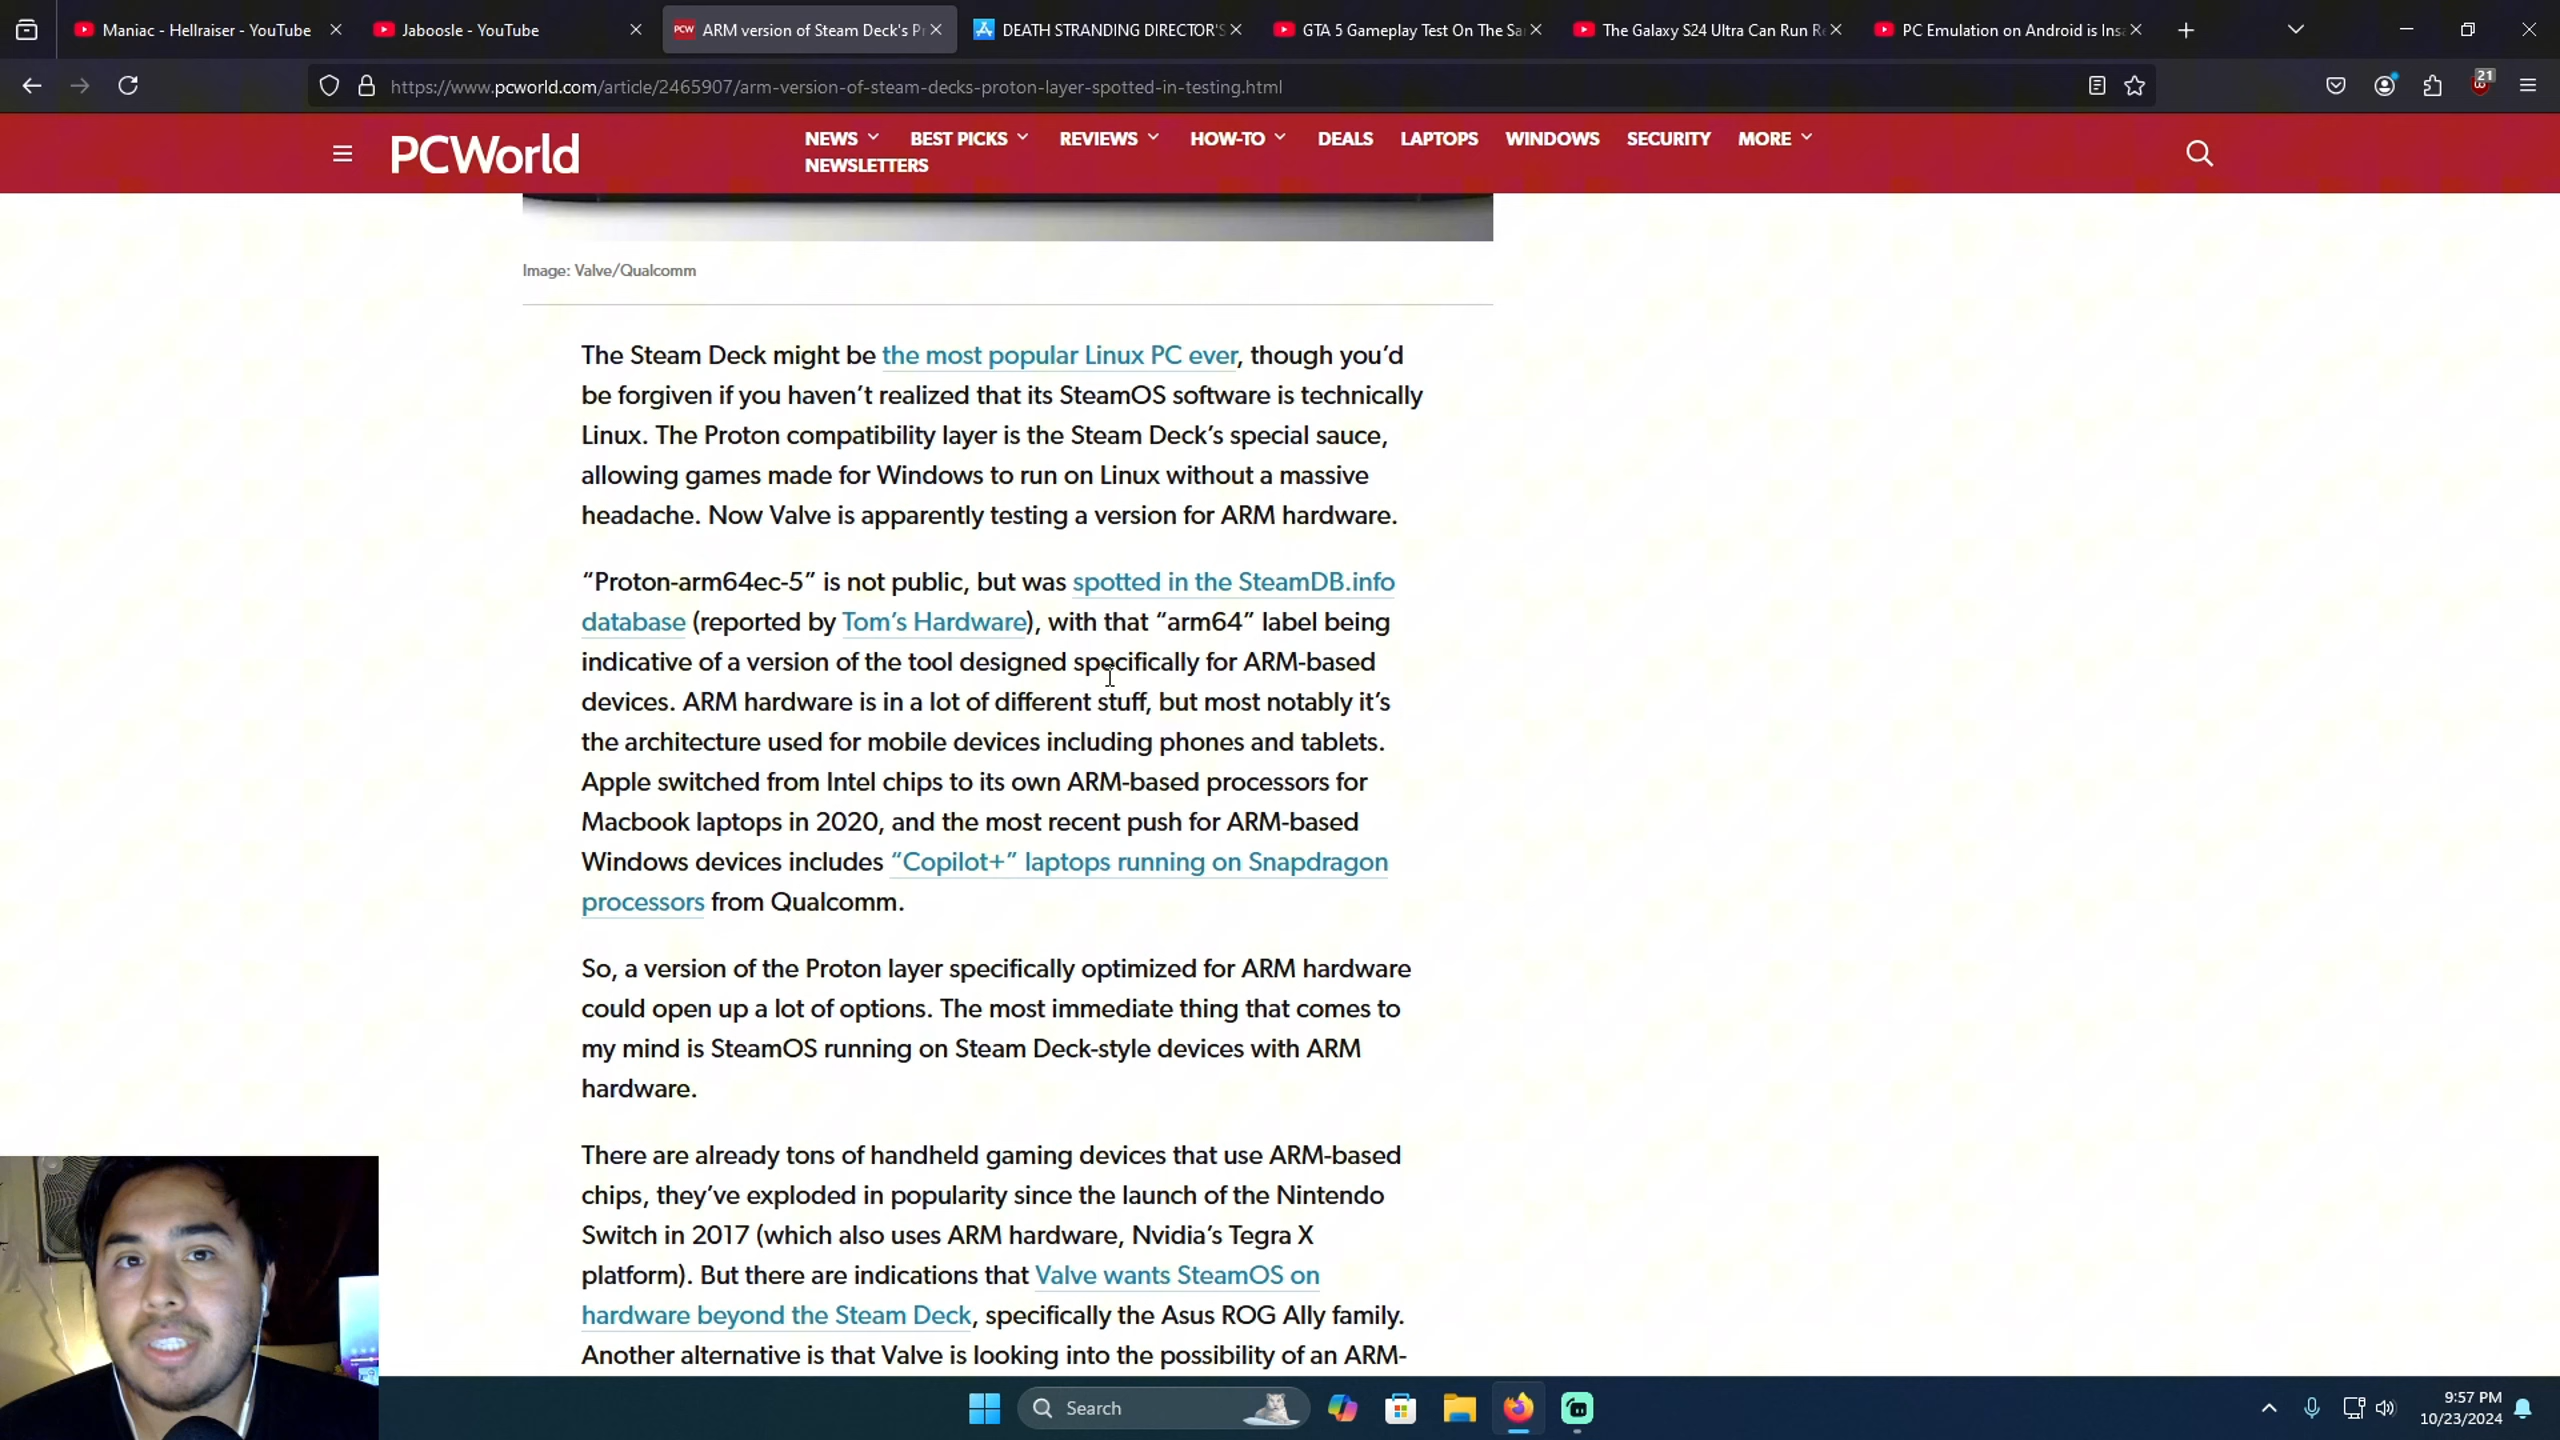 Maniac - Hellraiser - YouTube
Jaboosle - YouTube
PCW ARM version of Steam Deck's Pr
DEATH STRANDING DIRECTOR'S
GTA 5 Gameplay Test On The Sa
The Galaxy S24 Ultra Can Run Re
PC Emulation on Android is Insa
https://www.pcworld.com/article/2465907/arm-version-of-steam-decks-proton-layer-spotted-in-testing.html
21
PCWorld
NEWS BEST PICKS REVIEWS HOW-TO DEALS LAPTOPS WINDOWS SECURITY MORE
NEWSLETTERS
Image: Valve/Qualcomm
The Steam Deck might be the most popular Linux PC ever, though you’d
be forgiven if you haven’t realized that its SteamOS software is technically
Linux. The Proton compatibility layer is the Steam Deck’s special sauce,
allowing games made for Windows to run on Linux without a massive
headache. Now Valve is apparently testing a version for ARM hardware.
“Proton-arm64ec-5” is not public, but was spotted in the SteamDB.info
database (reported by Tom’s Hardware), with that “arm64” label being
indicative of a version of the tool designed specifically for ARM-based
devices. ARM hardware is in a lot of different stuff, but most notably it’s
the architecture used for mobile devices including phones and tablets.
Apple switched from Intel chips to its own ARM-based processors for
Macbook laptops in 2020, and the most recent push for ARM-based
Windows devices includes “Copilot+” laptops running on Snapdragon
processors from Qualcomm.
So, a version of the Proton layer specifically optimized for ARM hardware
could open up a lot of options. The most immediate thing that comes to
my mind is SteamOS running on Steam Deck-style devices with ARM
hardware.
There are already tons of handheld gaming devices that use ARM-based
chips, they’ve exploded in popularity since the launch of the Nintendo
Switch in 2017 (which also uses ARM hardware, Nvidia’s Tegra X
platform). But there are indications that Valve wants SteamOS on
hardware beyond the Steam Deck, specifically the Asus ROG Ally family.
Another alternative is that Valve is looking into the possibility of an ARM-
Search
9:57 PM
10/23/2024